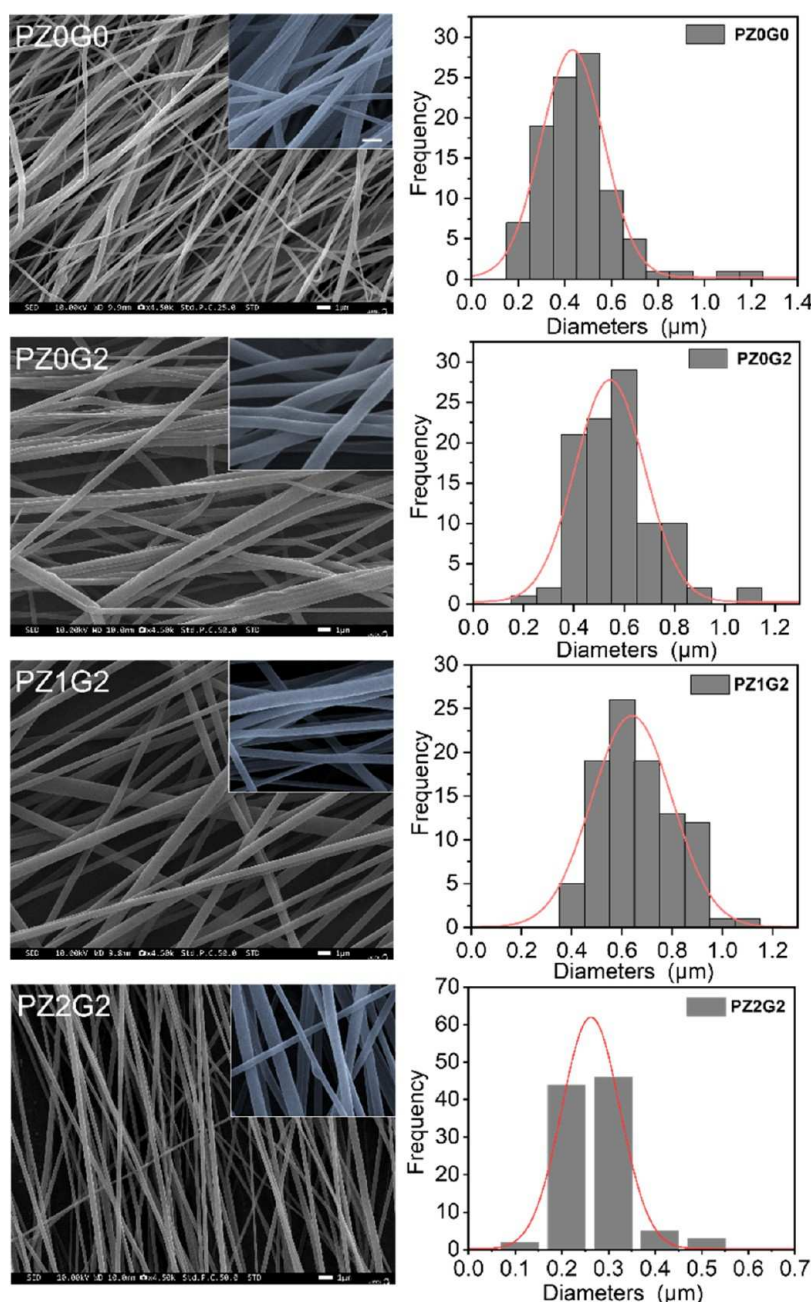 PZ0G0
SED 10.00kV WD 9.9mm x4.50k Std.P.C.25.0 STD 1μm
PZ0G0
Frequency
30
25
20
15
10
5
0
0.0 0.2 0.4 0.6 0.8 1.0 1.2 1.4
Diameters (μm)
PZ0G2
SED 10.00kV WD 10.0mm x4.50k Std.P.C.50.0 STD 1μm
PZ0G2
Frequency
30
25
20
15
10
5
0
0.0 0.2 0.4 0.6 0.8 1.0 1.2
Diameters (μm)
PZ1G2
SED 10.00kV WD 9.8mm x4.50k Std.P.C.50.0 STD 1μm
PZ1G2
Frequency
30
25
20
15
10
5
0
0.0 0.2 0.4 0.6 0.8 1.0 1.2
Diameters (μm)
PZ2G2
SED 10.00kV WD 10.0mm x4.50k Std.P.C.50.0 STD 1μm
PZ2G2
Frequency
70
60
50
40
30
20
10
0
0.0 0.1 0.2 0.3 0.4 0.5 0.6 0.7
Diameters (μm)